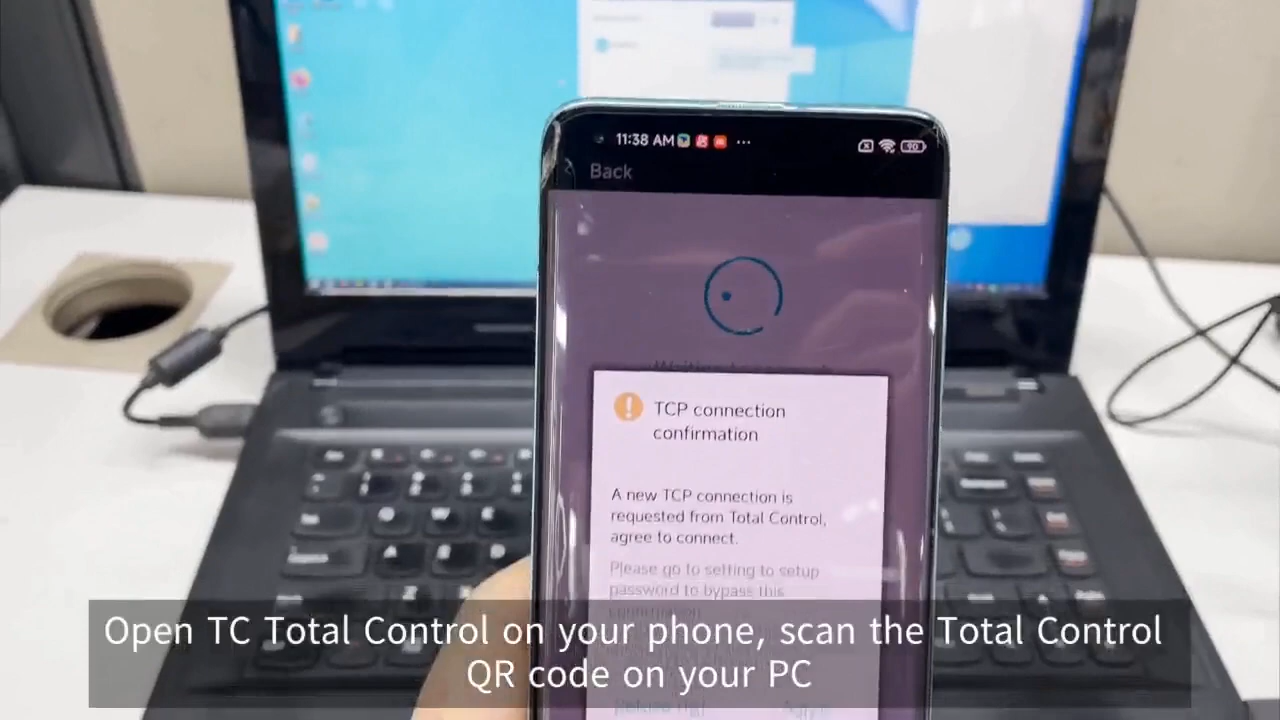 11:38 AM
90
Back
TCP connection
confirmation
A new TCP connection is
requested from Total Control,
agree to connect.
Please go to setting to setup
password to bypass this
confirmation
Open TC Total Control on your phone, scan the Total Control
QR code on your PC